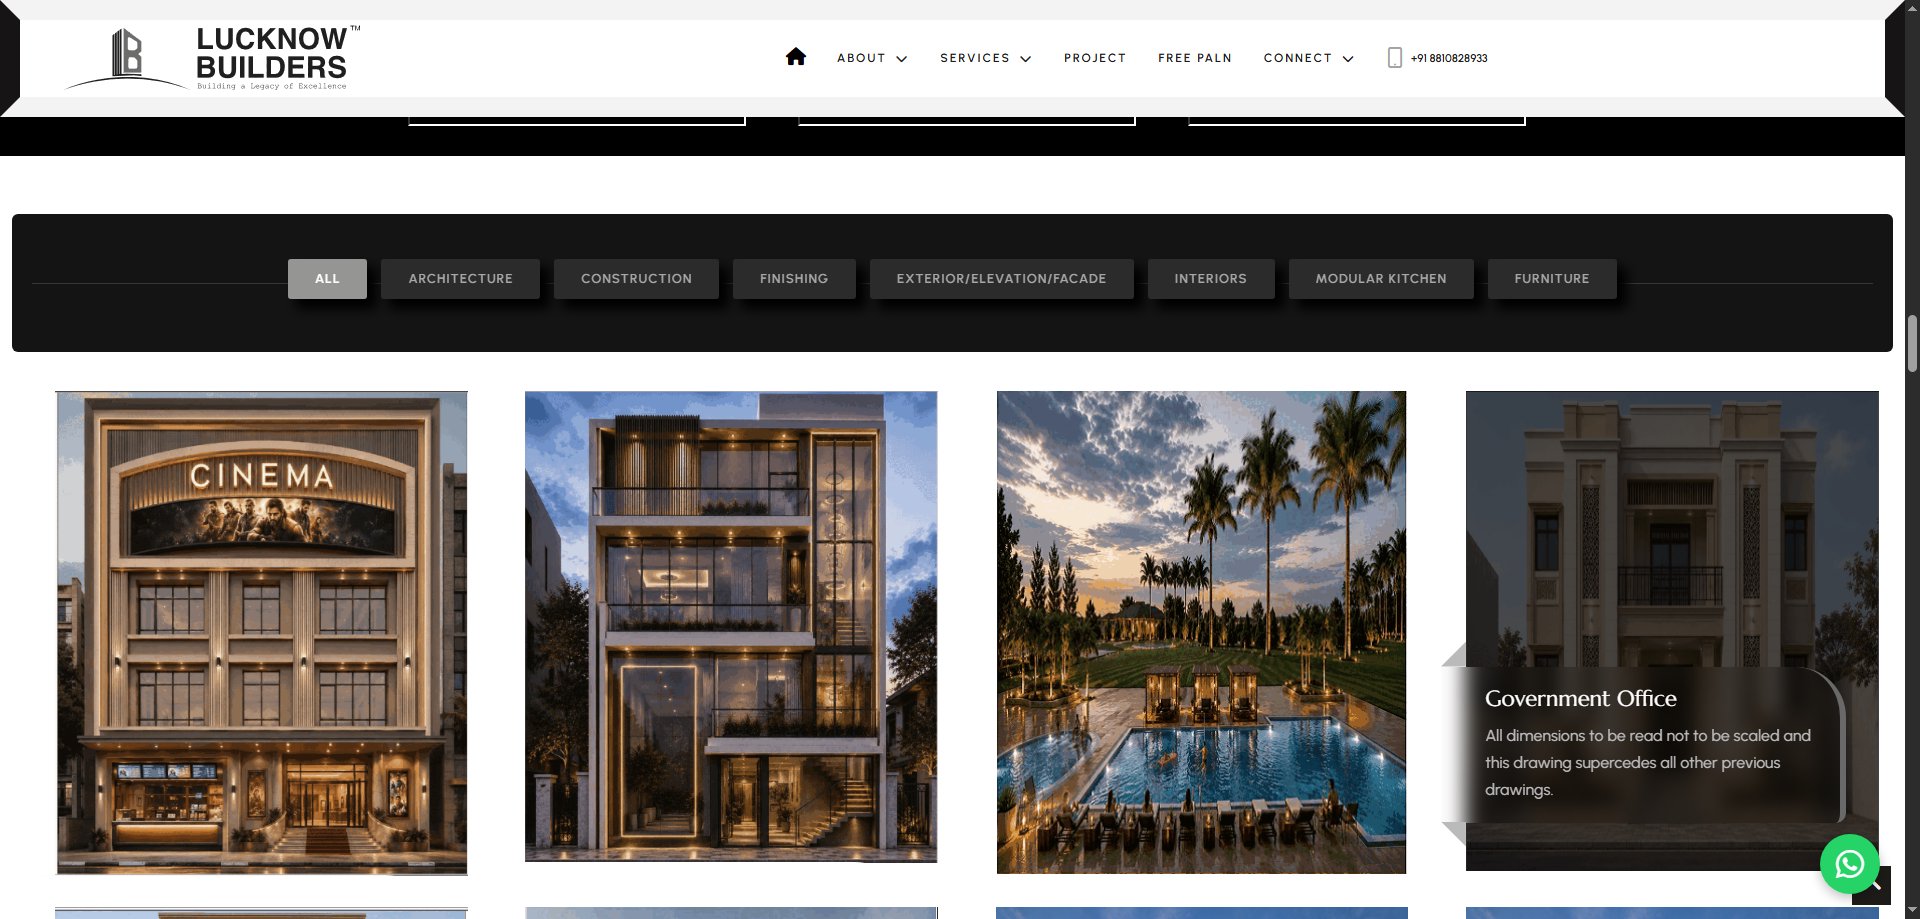 LUCKNOW™
BUILDERS
Building a Legacy of Excellence
ABOUT
SERVICES
PROJECT
FREE PALN
CONNECT
+91 8810828933
ALL
ARCHITECTURE
CONSTRUCTION
FINISHING
EXTERIOR/ELEVATION/FACADE
INTERIORS
MODULAR KITCHEN
FURNITURE
CINEMA
Government Office
All dimensions to be read not to be scaled and
this drawing supercedes all other previous
drawings.